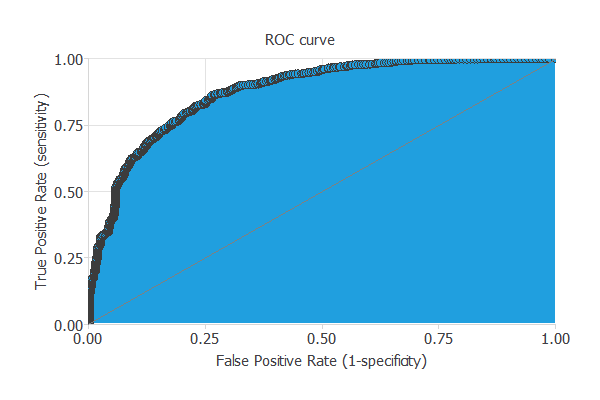 ROC curve
True Positive Rate (sensitivity)
1.00
0.75
0.50
0.25
0.00
0.00 0.25 0.50 0.75 1.00
False Positive Rate (1-specificity)